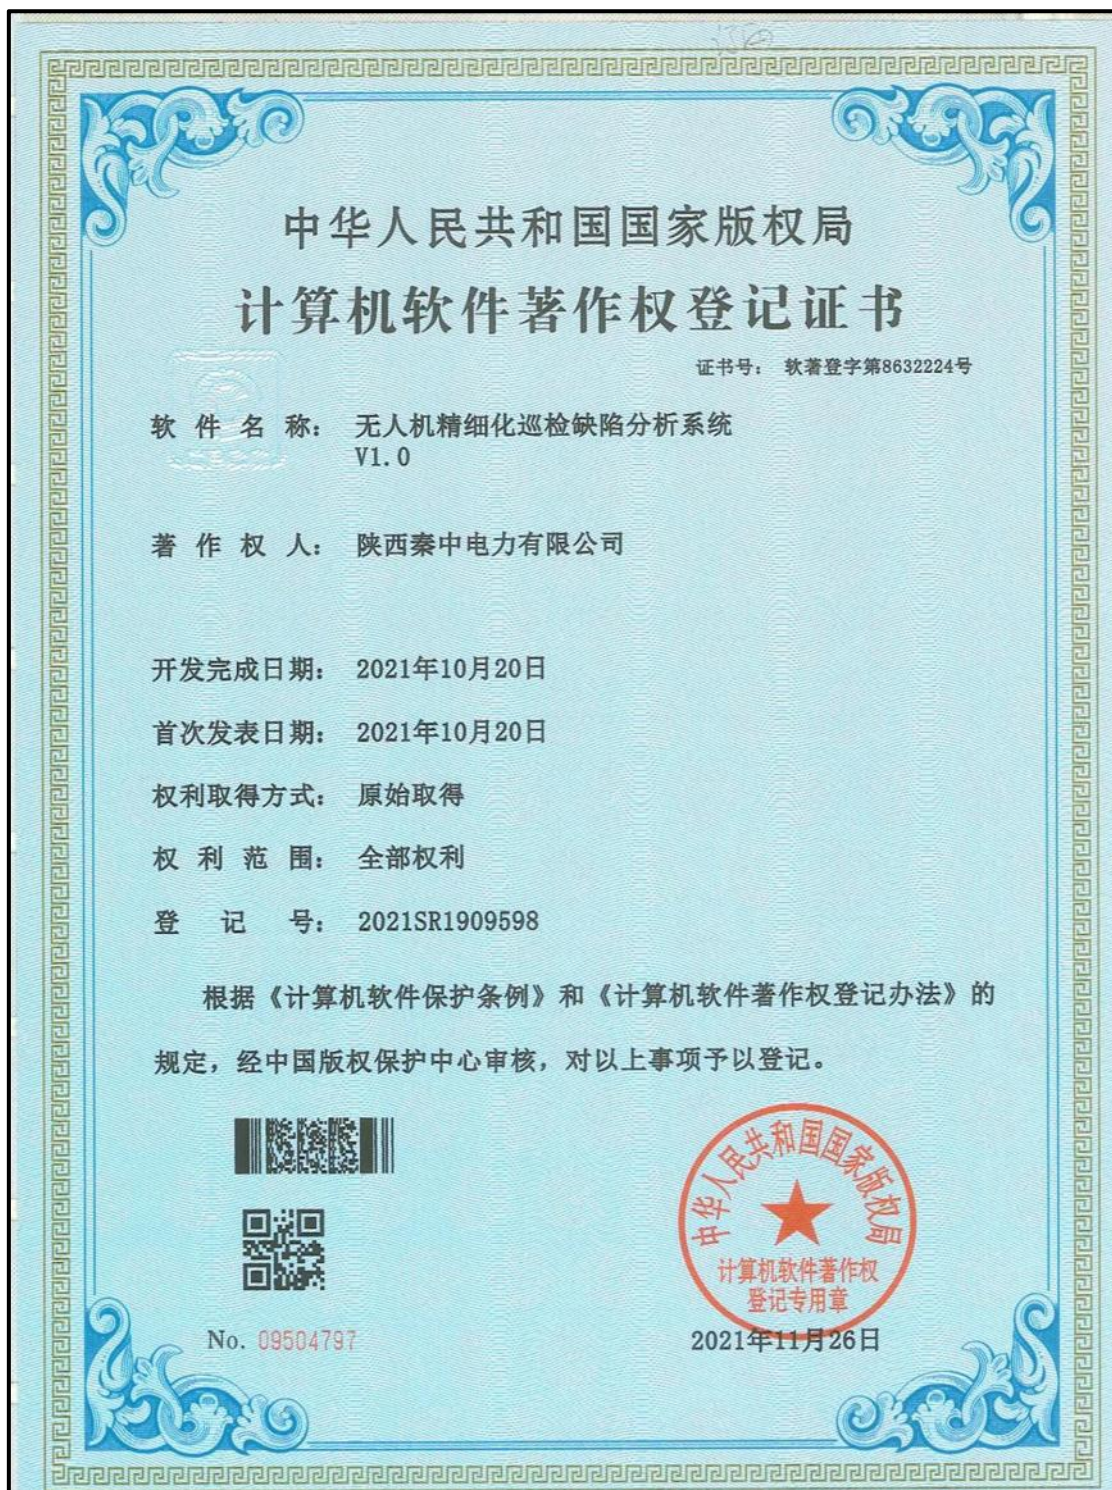 中华人民共和国国家版权局
计算机软件著作权登记证书
证书号： 软著登字第8632224号
软件名称： 无人机精细化巡检缺陷分析系统
V1.0
著作权人： 陕西秦中电力有限公司
开发完成日期： 2021年10月20日
首次发表日期： 2021年10月20日
权利取得方式： 原始取得
权利范围： 全部权利
登记号： 2021SR1909598
根据《计算机软件保护条例》和《计算机软件著作权登记办法》的
规定，经中国版权保护中心审核，对以上事项予以登记。
中华人民共和国国家版权局
计算机软件著作权
登记专用章
No. 09504797
2021年11月26日